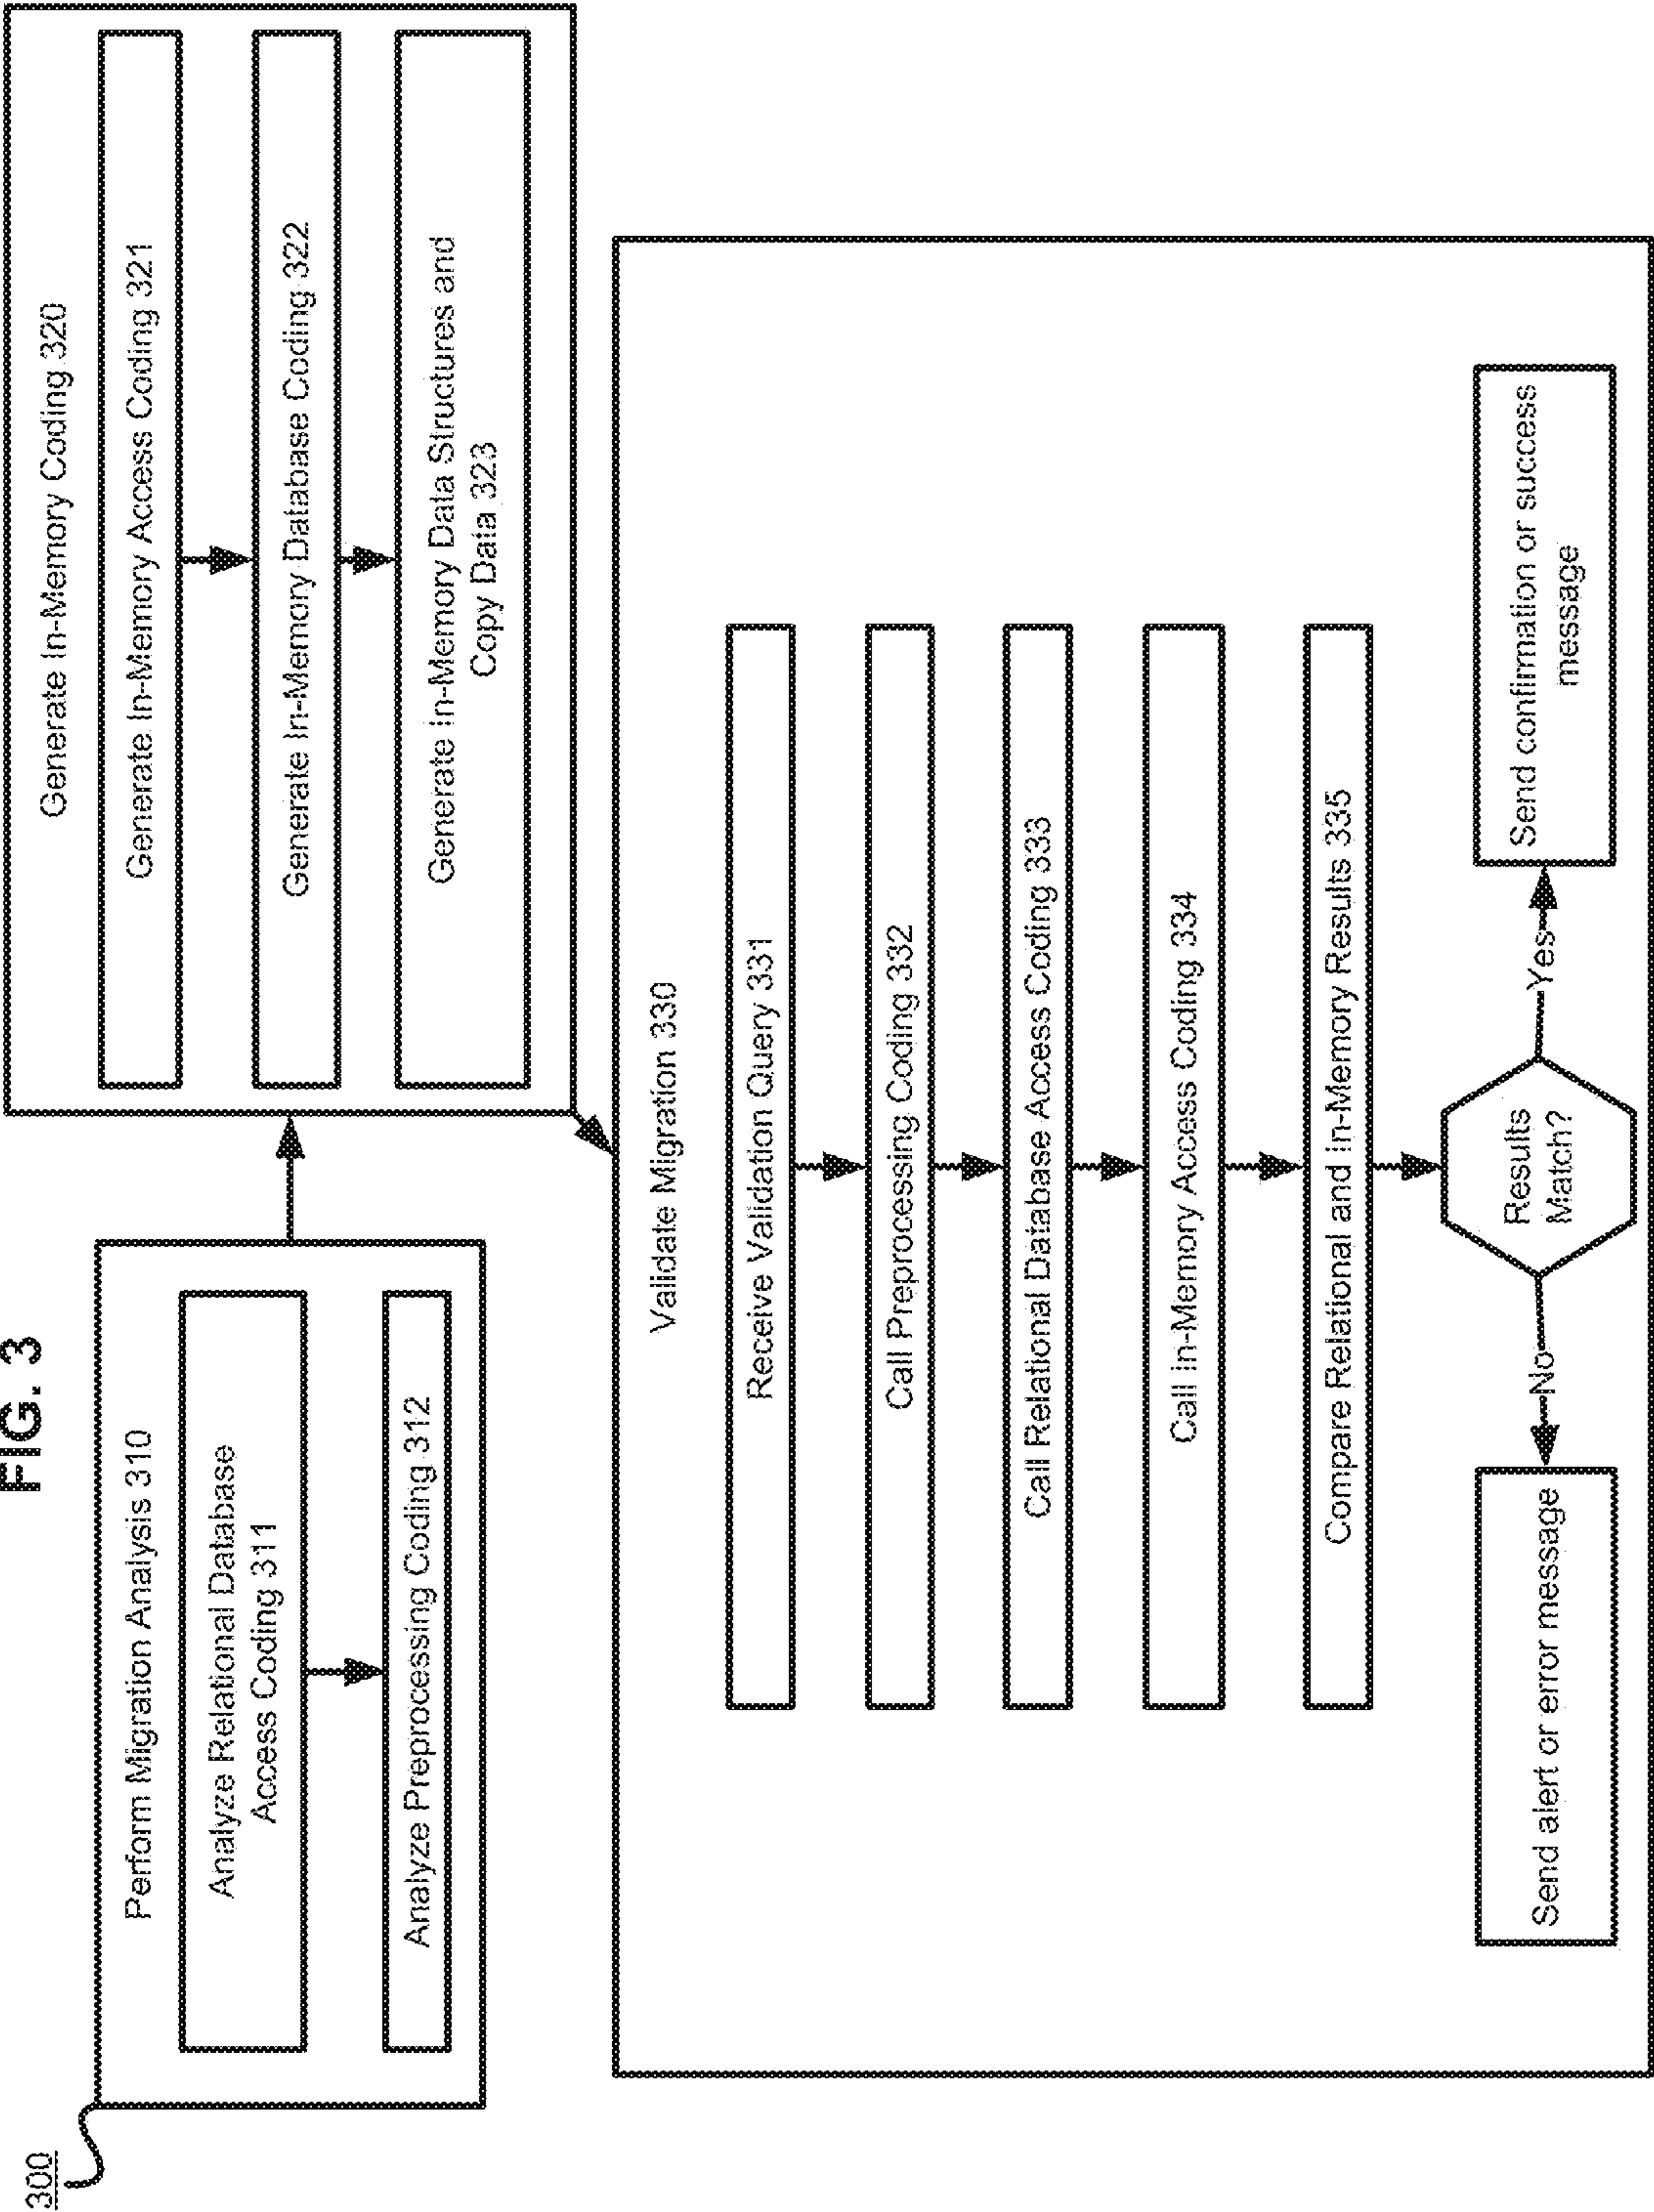 FIG. 3
300
Perform Migration Analysis 310
Analyze Relational Database
Access Coding 311
Analyze Preprocessing Coding 312
Generate In-Memory Coding 320
Generate In-Memory Access Coding 321
Generate In-Memory Database Coding 322
Generate In-Memory Data Structures and
Copy Data 323
Validate Migration 330
Receive Validation Query 331
Call Preprocessing Coding 332
Call Relational Database Access Coding 333
Call In-Memory Access Coding 334
Compare Relational and In-Memory Results 335
Results
Match?
No
Yes
Send alert or error message
Send confirmation or success
message